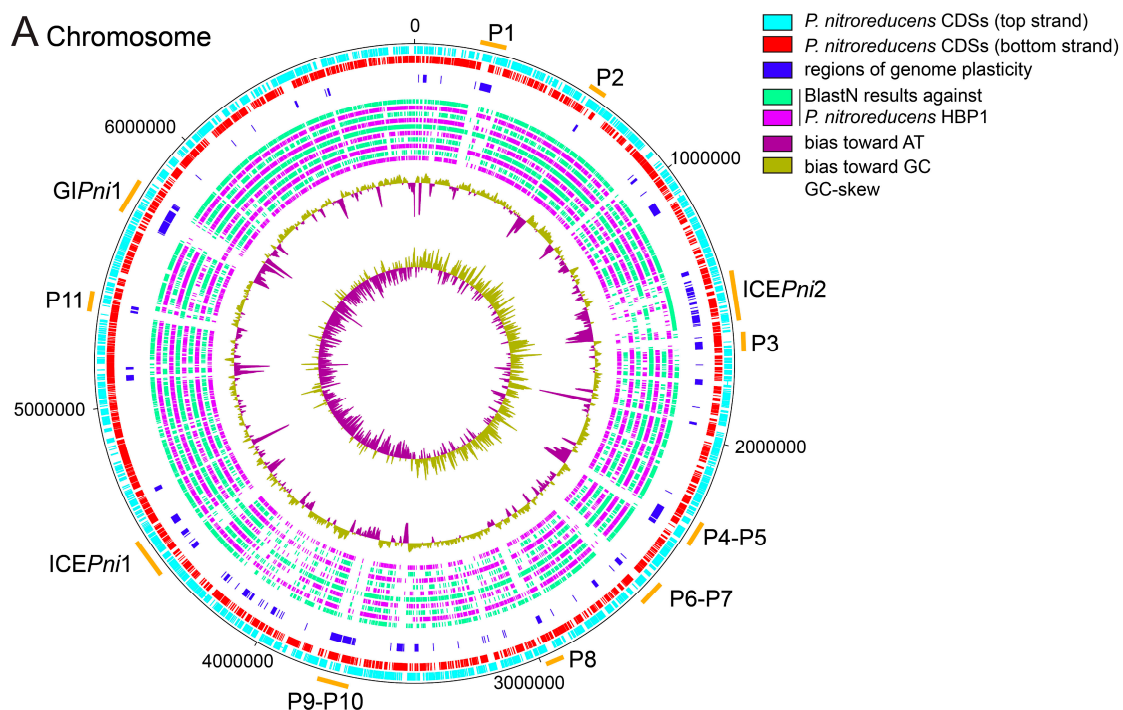 A Chromosome
0
P1
P2
1000000
ICEPni2
P3
2000000
P4-P5
P6-P7
P8
3000000
P9-P10
4000000
ICEPni1
5000000
P11
GIPni1
6000000
P. nitroreducens CDSs (top strand)
P. nitroreducens CDSs (bottom strand)
regions of genome plasticity
BlastN results against
P. nitroreducens HBP1
bias toward AT
bias toward GC
GC-skew